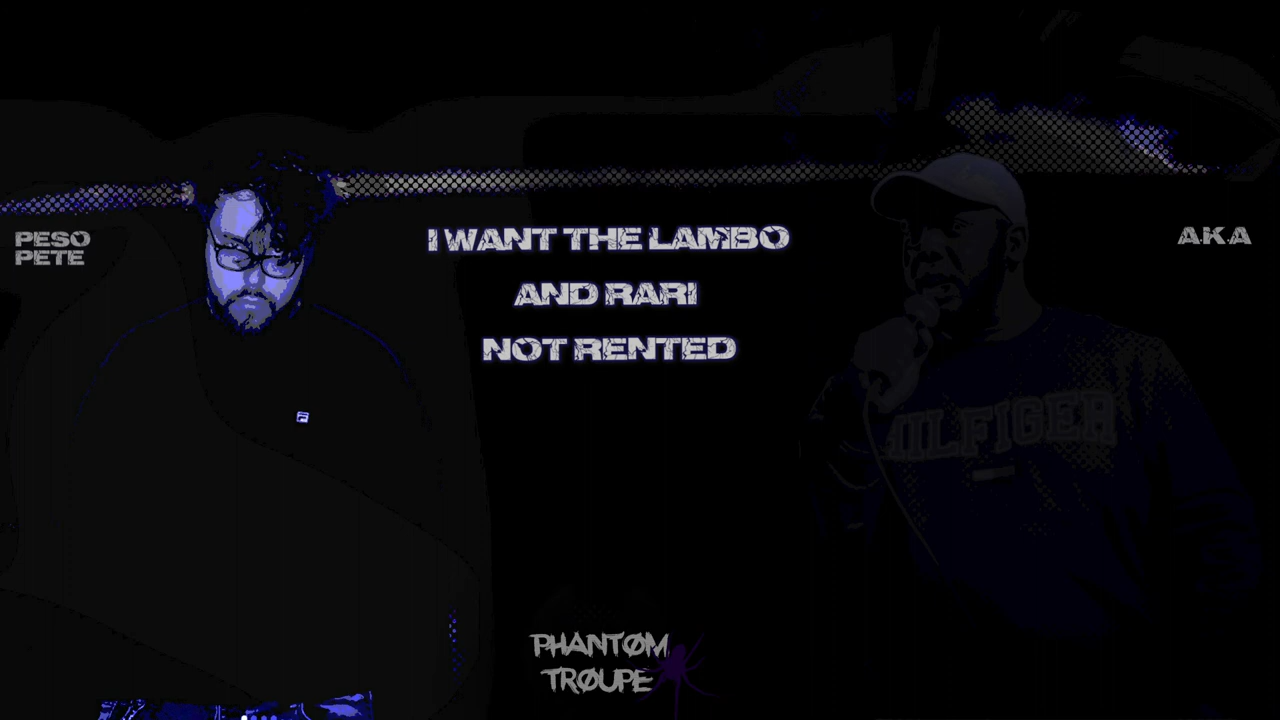 PESO
PETE
I WANT THE LAMBO
AND RARI
NOT RENTED
AKA
HILFIGER
PHANTØM
TRØUPE